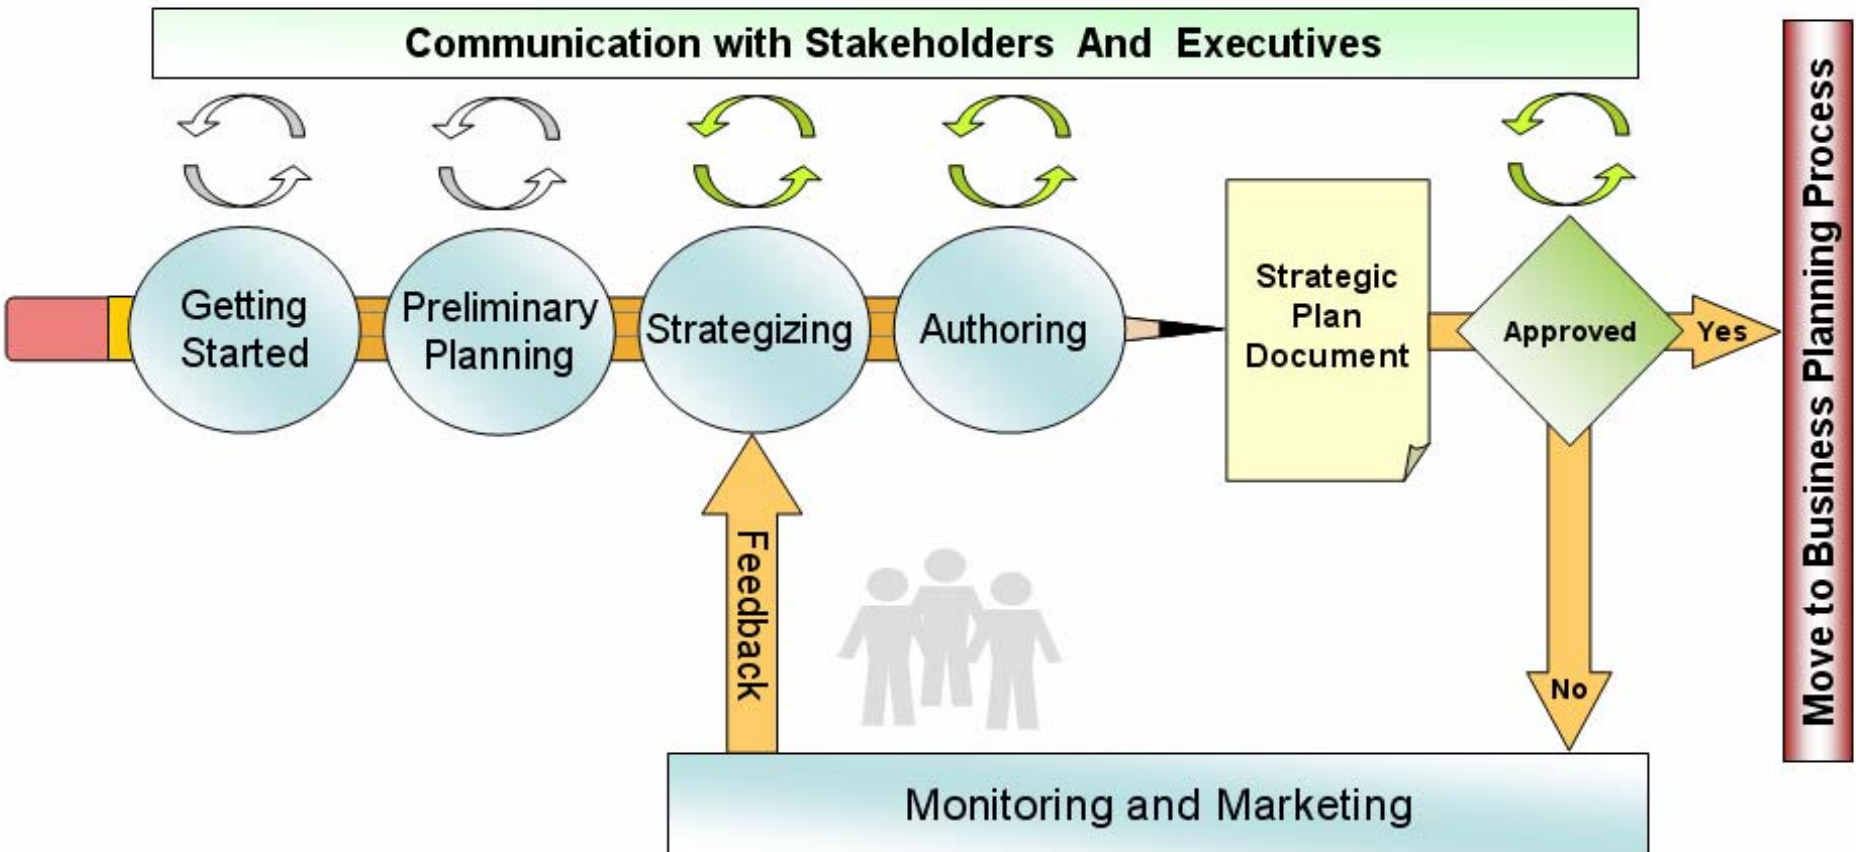 Communication with Stakeholders And Executives
Getting
Started
Preliminary
Planning
Strategizing
Authoring
Strategic
Plan
Document
Approved
Yes
No
Move to Business Planning Process
Feedback
Monitoring and Marketing